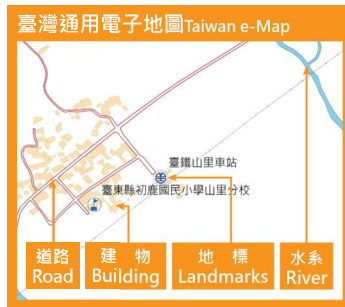 臺灣通用電子地圖Taiwan e-Map
臺鐵山里車站
臺東縣初鹿國民小學山里分校
道路
Road
建 物
Building
地 標
Landmarks
水系
River